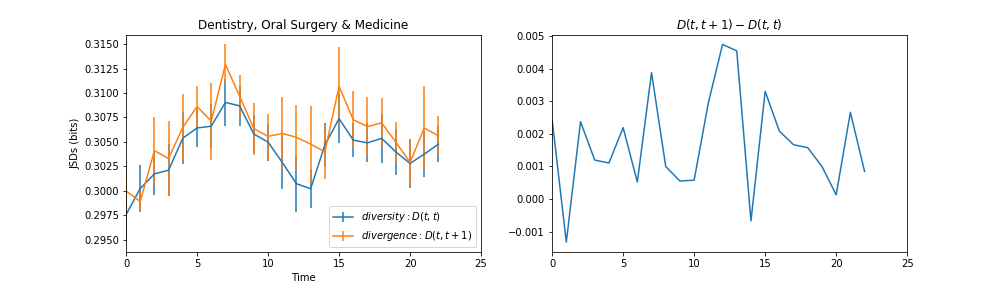 Dentistry, Oral Surgery & Medicine
JSDs (bits)
0.3150
0.3125
0.3100
0.3075
0.3050
0.3025
0.3000
0.2975
0.2950
0 5 10 15 20 25
Time
diversity : D(t, t)
divergence : D(t, t + 1)
D(t, t + 1) − D(t, t)
0.005
0.004
0.003
0.002
0.001
0.000
−0.001
0 5 10 15 20 25